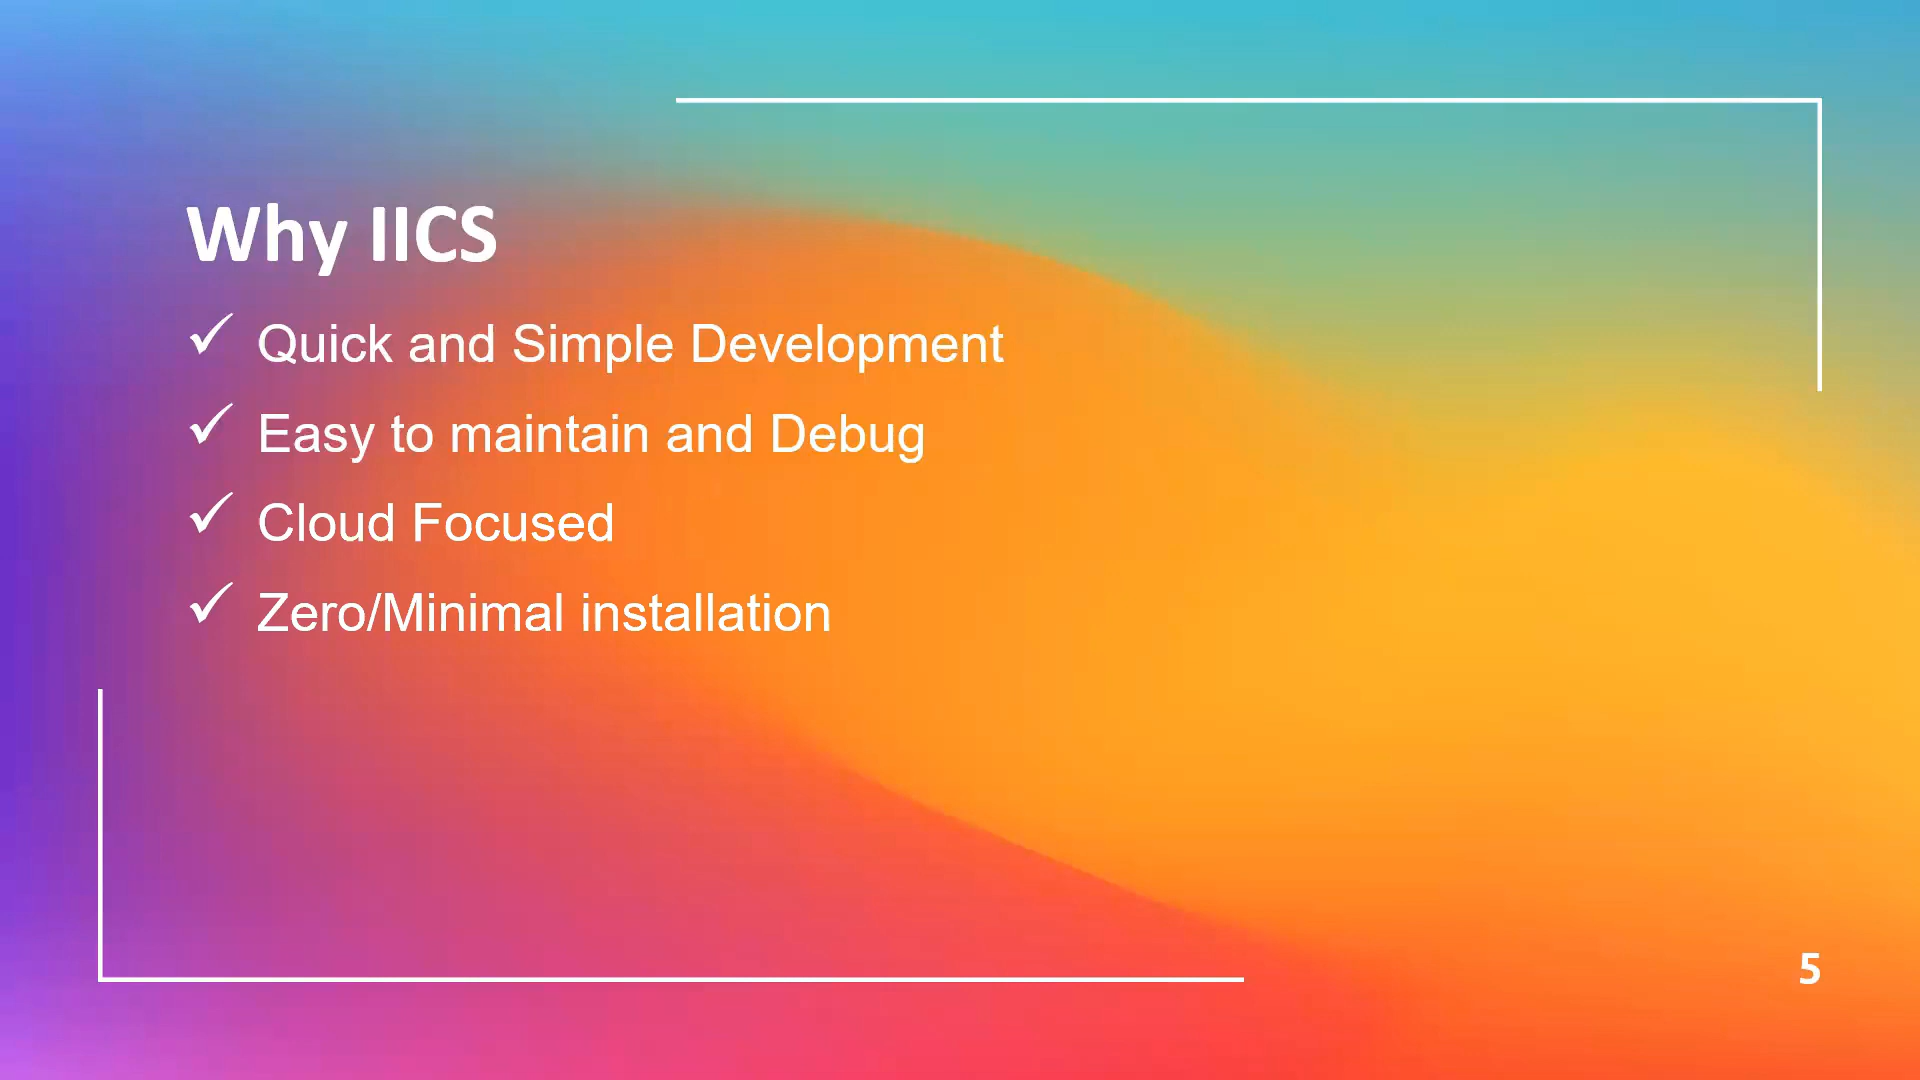 Why IICS
✓ Quick and Simple Development
✓ Easy to maintain and Debug
✓ Cloud Focused
✓ Zero/Minimal installation
5